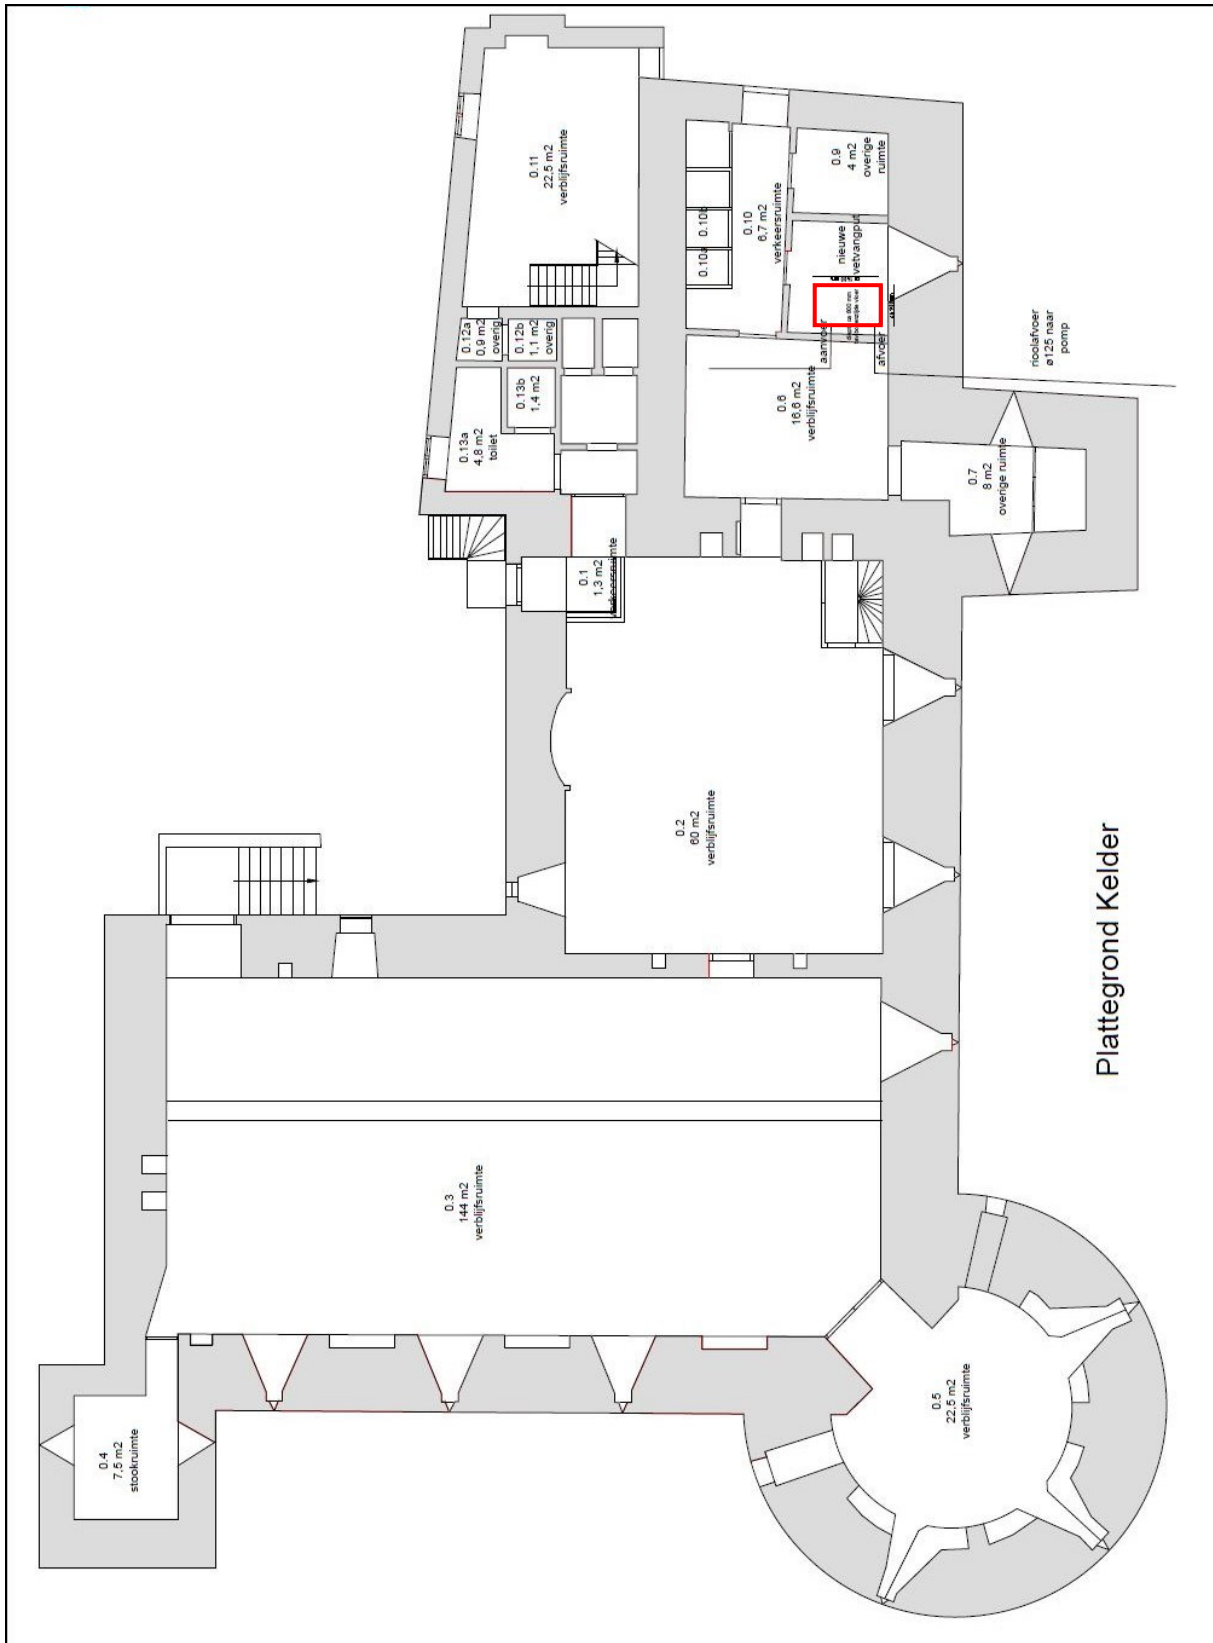 0.11
22,5 m2
verblijfsruimte
0.9
4 m2
overige
ruimte
0.10
6,7 m2
verkeersruimte
0.10b
0.10a
nieuwe
vetvangput
ca 600 mm
aanvoer
afvoer
rioolafvoer
ø125 naar
pomp
0.12a
0,9 m2
overig
0.12b
1,1 m2
overig
0.13b
1,4 m2
0.13a
4,8 m2
toilet
0.6
16,6 m2
verblijfsruimte
0.7
8 m2
overige ruimte
0.1
1,3 m2
verkeersruimte
0.2
60 m2
verblijfsruimte
Plattegrond Kelder
0.3
144 m2
verblijfsruimte
0.5
22,5 m2
verblijfsruimte
0.4
7,5 m2
stookruimte